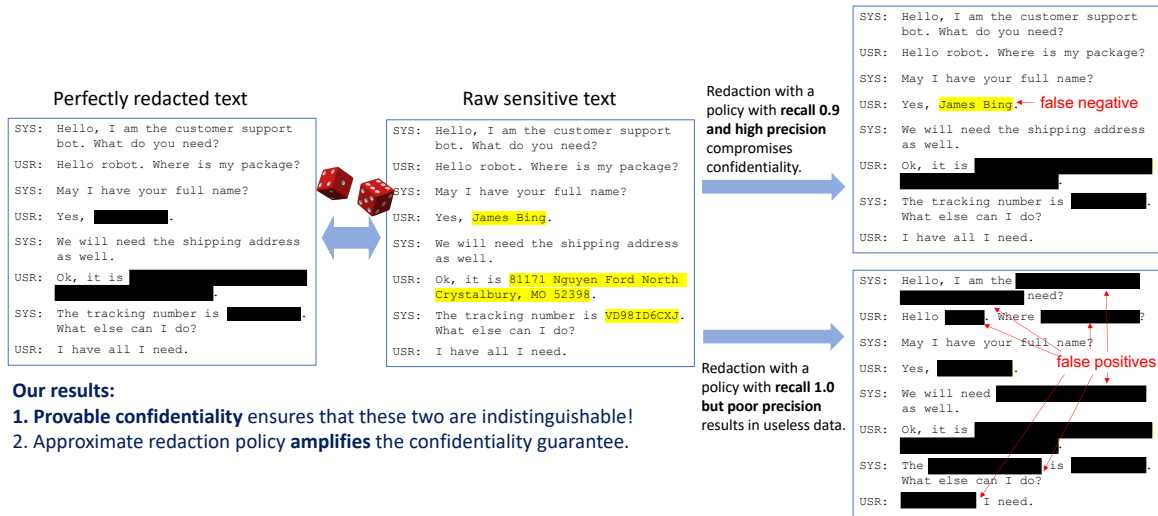 Perfectly redacted text
SYS: Hello, I am the customer support
bot. What do you need?
USR: Hello robot. Where is my package?
SYS: May I have your full name?
USR: Yes, .
SYS: We will need the shipping address
as well.
USR: Ok, it is
.
SYS: The tracking number is .
What else can I do?
USR: I have all I need.
Our results:
1. Provable confidentiality ensures that these two are indistinguishable!
2. Approximate redaction policy amplifies the confidentiality guarantee.
Raw sensitive text
SYS: Hello, I am the customer support
bot. What do you need?
USR: Hello robot. Where is my package?
SYS: May I have your full name?
USR: Yes, James Bing.
SYS: We will need the shipping address
as well.
USR: Ok, it is 81171 Nguyen Ford North
Crystalbury, MO 52398.
SYS: The tracking number is VD98ID6CXJ.
What else can I do?
USR: I have all I need.
Redaction with a
policy with recall 0.9
and high precision
compromises
confidentiality.
Redaction with a
policy with recall 1.0
but poor precision
results in useless data.
SYS: Hello, I am the customer support
bot. What do you need?
USR: Hello robot. Where is my package?
SYS: May I have your full name?
USR: Yes, James Bing. false negative
SYS: We will need the shipping address
as well.
USR: Ok, it is
.
SYS: The tracking number is .
What else can I do?
USR: I have all I need.
SYS: Hello, I am the
need?
USR: Hello . Where ?
SYS: May I have your full name?
false positives
USR: Yes, .
SYS: We will need
as well.
USR: Ok, it is
.
SYS: The is .
What else can I do?
USR: I need.